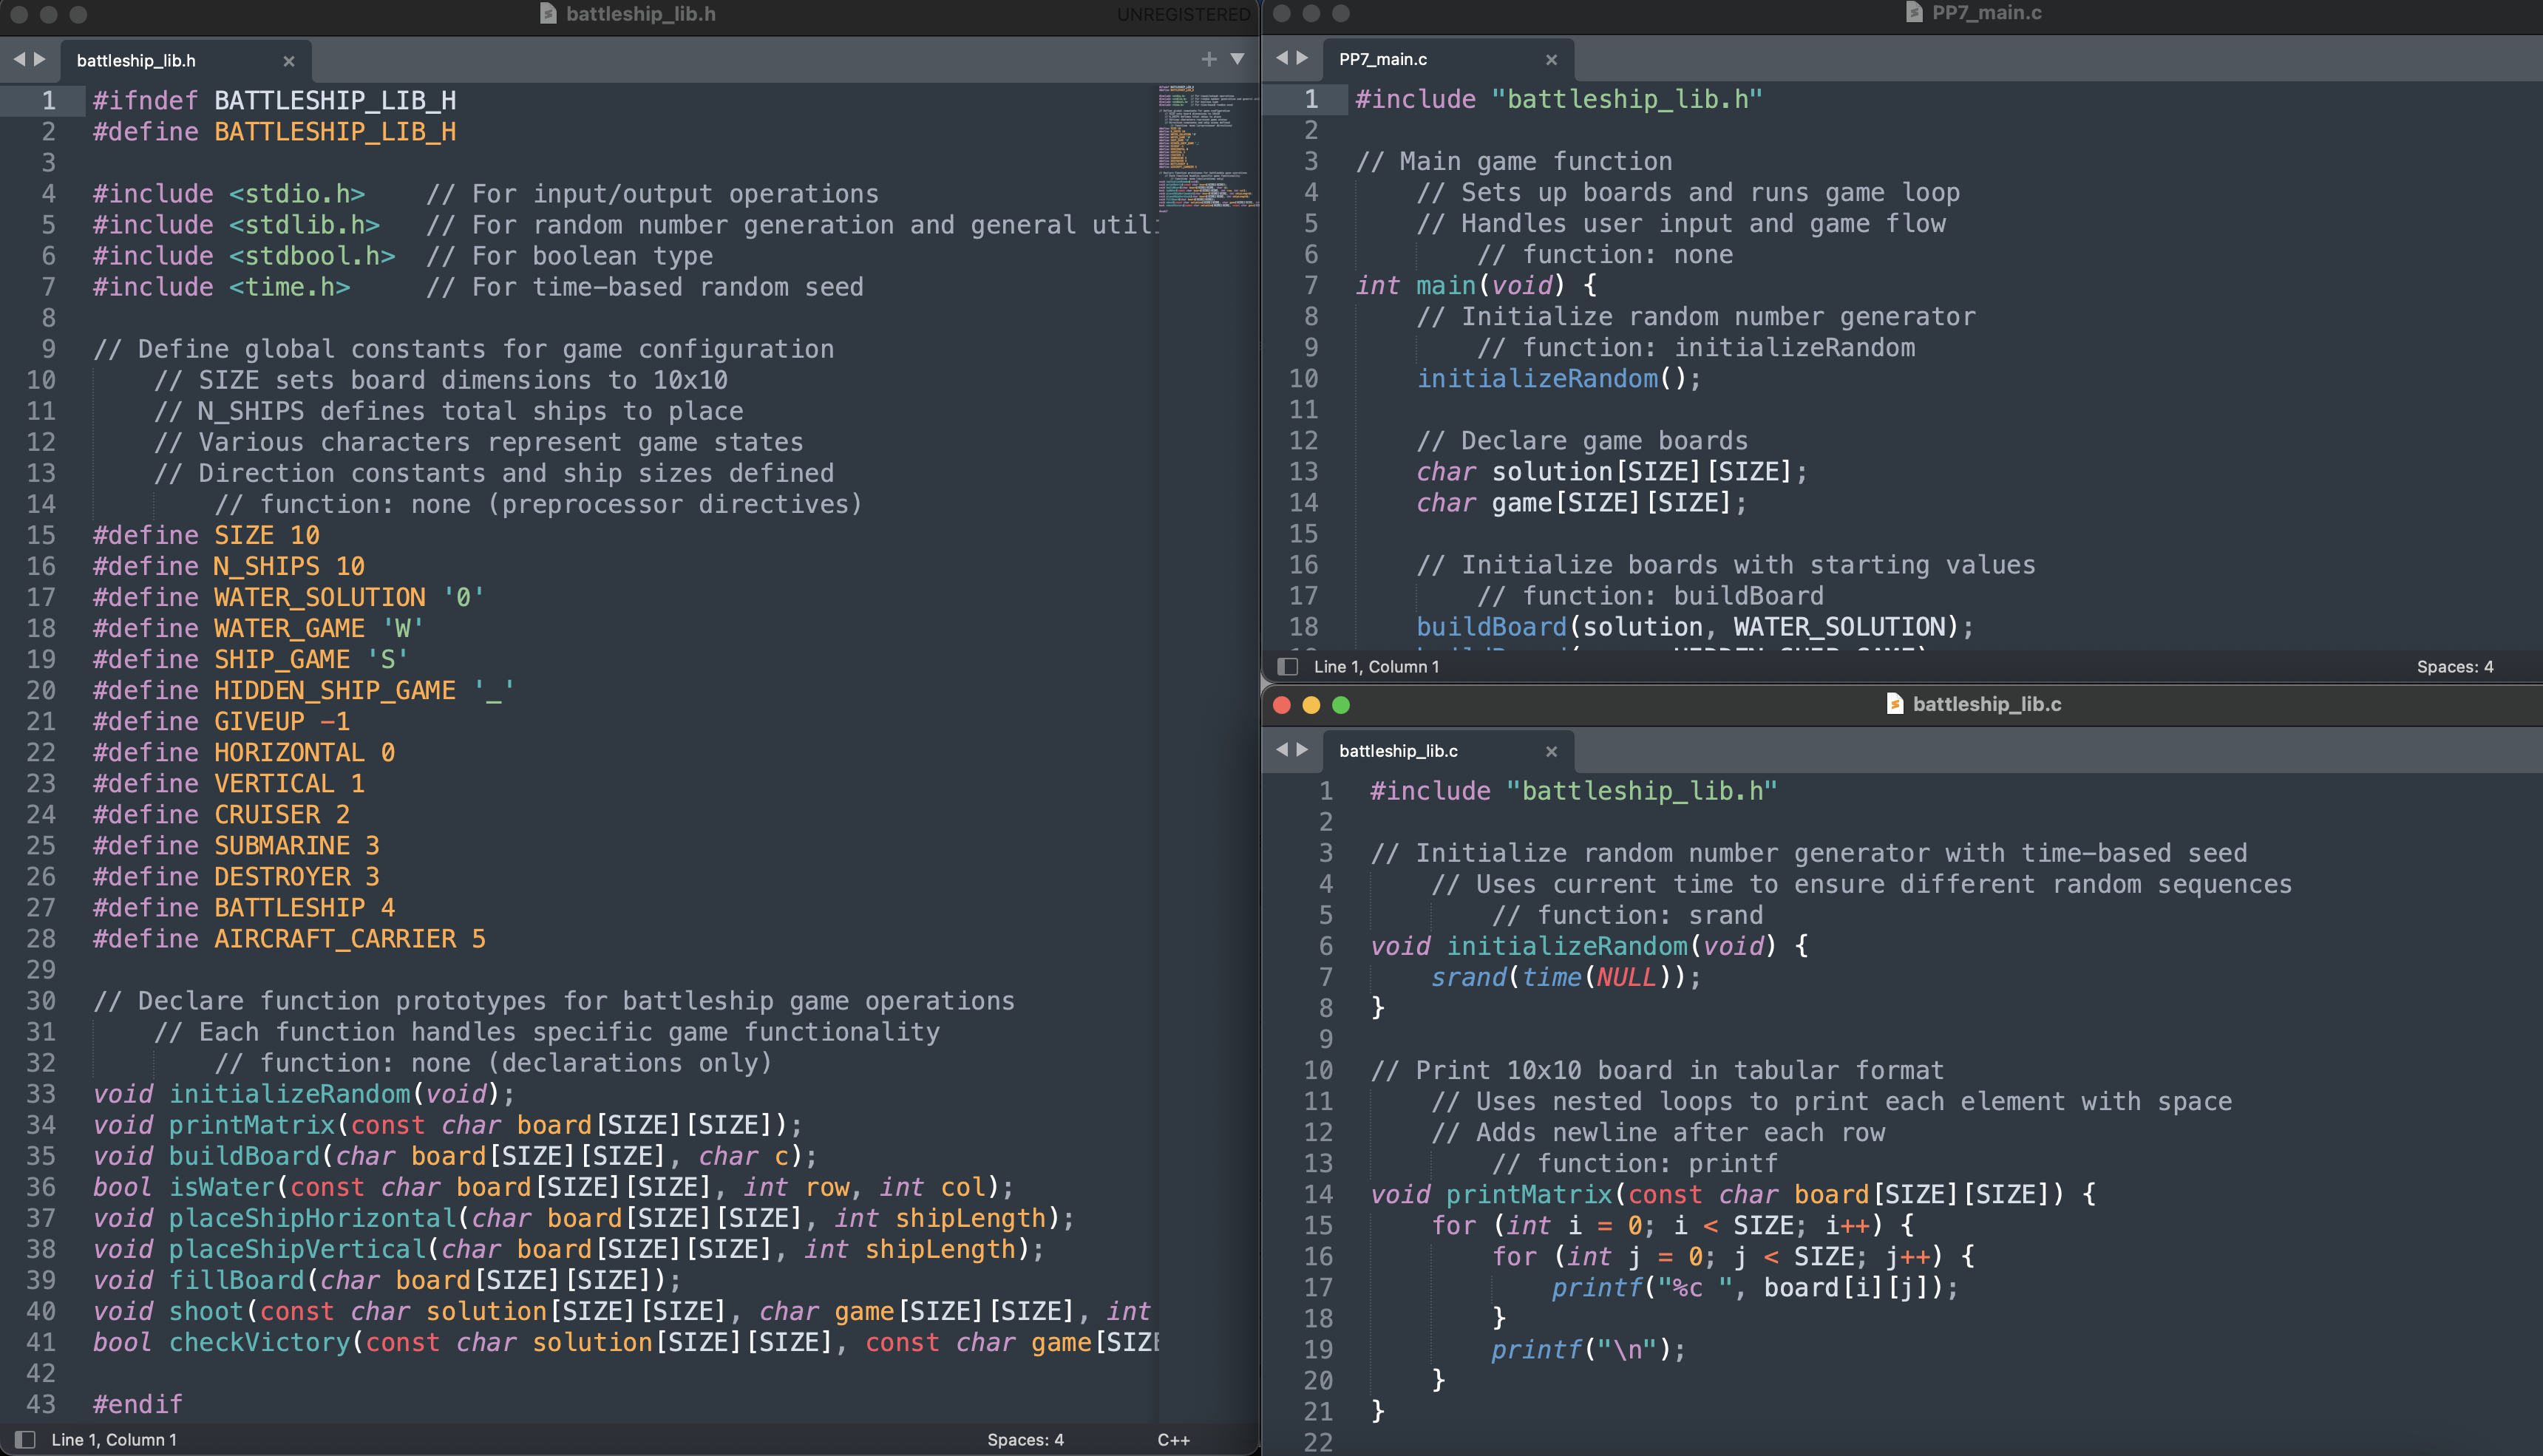 battleship_lib.h
UNREGISTERED
battleship_lib.h
1 #ifndef BATTLESHIP_LIB_H
2 #define BATTLESHIP_LIB_H
3
4 #include <stdio.h>    // For input/output operations
5 #include <stdlib.h>   // For random number generation and general util
6 #include <stdbool.h>  // For boolean type
7 #include <time.h>     // For time-based random seed
8
9 // Define global constants for game configuration
10     // SIZE sets board dimensions to 10x10
11     // N_SHIPS defines total ships to place
12     // Various characters represent game states
13     // Direction constants and ship sizes defined
14         // function: none (preprocessor directives)
15 #define SIZE 10
16 #define N_SHIPS 10
17 #define WATER_SOLUTION '0'
18 #define WATER_GAME 'W'
19 #define SHIP_GAME 'S'
20 #define HIDDEN_SHIP_GAME '_'
21 #define GIVEUP -1
22 #define HORIZONTAL 0
23 #define VERTICAL 1
24 #define CRUISER 2
25 #define SUBMARINE 3
26 #define DESTROYER 3
27 #define BATTLESHIP 4
28 #define AIRCRAFT_CARRIER 5
29
30 // Declare function prototypes for battleship game operations
31     // Each function handles specific game functionality
32         // function: none (declarations only)
33 void initializeRandom(void);
34 void printMatrix(const char board[SIZE][SIZE]);
35 void buildBoard(char board[SIZE][SIZE], char c);
36 bool isWater(const char board[SIZE][SIZE], int row, int col);
37 void placeShipHorizontal(char board[SIZE][SIZE], int shipLength);
38 void placeShipVertical(char board[SIZE][SIZE], int shipLength);
39 void fillBoard(char board[SIZE][SIZE]);
40 void shoot(const char solution[SIZE][SIZE], char game[SIZE][SIZE], int
41 bool checkVictory(const char solution[SIZE][SIZE], const char game[SIZE
42
43 #endif
Line 1, Column 1
Spaces: 4
C++
PP7_main.c
PP7_main.c
1 #include "battleship_lib.h"
2
3 // Main game function
4     // Sets up boards and runs game loop
5     // Handles user input and game flow
6         // function: none
7 int main(void) {
8     // Initialize random number generator
9         // function: initializeRandom
10     initializeRandom();
11
12     // Declare game boards
13     char solution[SIZE][SIZE];
14     char game[SIZE][SIZE];
15
16     // Initialize boards with starting values
17         // function: buildBoard
18     buildBoard(solution, WATER_SOLUTION);
Line 1, Column 1
Spaces: 4
battleship_lib.c
battleship_lib.c
1 #include "battleship_lib.h"
2
3 // Initialize random number generator with time-based seed
4     // Uses current time to ensure different random sequences
5         // function: srand
6 void initializeRandom(void) {
7     srand(time(NULL));
8 }
9
10 // Print 10x10 board in tabular format
11     // Uses nested loops to print each element with space
12     // Adds newline after each row
13         // function: printf
14 void printMatrix(const char board[SIZE][SIZE]) {
15     for (int i = 0; i < SIZE; i++) {
16         for (int j = 0; j < SIZE; j++) {
17             printf("%c ", board[i][j]);
18         }
19         printf("\n");
20     }
21 }
22